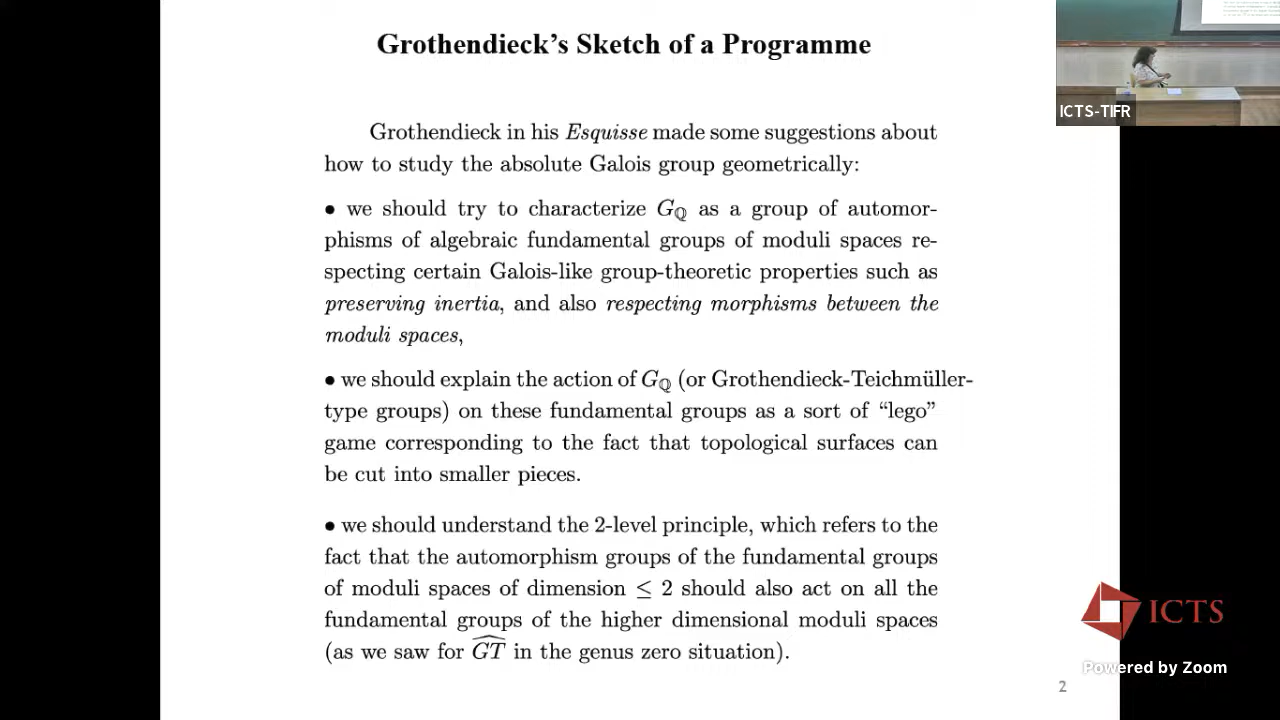 Grothendieck's Sketch of a Programme
ICTS-TIFR
Grothendieck in his Esquisse made some suggestions about
how to study the absolute Galois group geometrically:
• we should try to characterize G_ℚ as a group of automor-
phisms of algebraic fundamental groups of moduli spaces re-
specting certain Galois-like group-theoretic properties such as
preserving inertia, and also respecting morphisms between the
moduli spaces,
• we should explain the action of G_ℚ (or Grothendieck-Teichmüller-
type groups) on these fundamental groups as a sort of “lego”
game corresponding to the fact that topological surfaces can
be cut into smaller pieces.
• we should understand the 2-level principle, which refers to the
fact that the automorphism groups of the fundamental groups
of moduli spaces of dimension ≤ 2 should also act on all the
fundamental groups of the higher dimensional moduli spaces
(as we saw for \widehat{GT} in the genus zero situation).
ICTS
Powered by Zoom
2